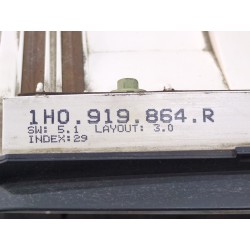 1H0.919.864.R
SW: 5.1 LAYOUT: 3.0
INDEX:29